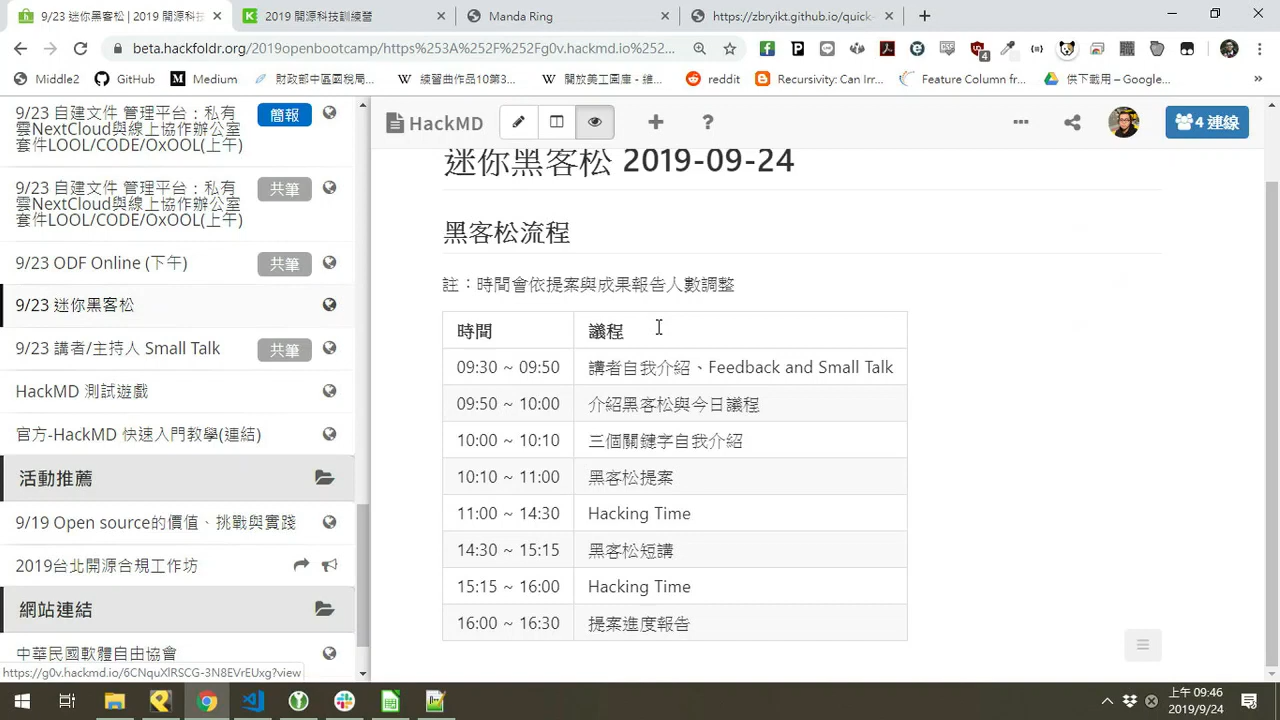 9/23 迷你黑客松 | 2019 開源科技
2019 開源科技訓練營
Manda Ring
https://zbryikt.github.io/quick-
beta.hackfoldr.org/2019openbootcamp/https%253A%252F%252Fg0v.hackmd.io%252...
4
Middle2
GitHub
Medium
財政部中區國稅局...
練習曲作品10第3...
開放美工圖庫 - 維...
reddit
Recursivity: Can Irr...
Feature Column fr...
供下載用 – Google...
»
9/23 自建文件 管理平台：私有
雲NextCloud與線上協作辦公室
套件LOOL/CODE/OxOOL(上午)
簡報
9/23 自建文件 管理平台：私有
雲NextCloud與線上協作辦公室
套件LOOL/CODE/OxOOL(上午)
共筆
9/23 ODF Online (下午)
共筆
9/23 迷你黑客松
9/23 講者/主持人 Small Talk
共筆
HackMD 測試遊戲
官方-HackMD 快速入門教學(連結)
活動推薦
9/19 Open source的價值、挑戰與實踐
2019台北開源合規工作坊
網站連結
中華民國軟體自由協會
https://g0v.hackmd.io/6CNquXlRSCG-3N8EVrEUxg?view
HackMD
4 連線
迷你黑客松 2019-09-24
黑客松流程
註：時間會依提案與成果報告人數調整
時間 議程
09:30 ~ 09:50 講者自我介紹、Feedback and Small Talk
09:50 ~ 10:00 介紹黑客松與今日議程
10:00 ~ 10:10 三個關鍵字自我介紹
10:10 ~ 11:00 黑客松提案
11:00 ~ 14:30 Hacking Time
14:30 ~ 15:15 黑客松短講
15:15 ~ 16:00 Hacking Time
16:00 ~ 16:30 提案進度報告
上午 09:46
2019/9/24